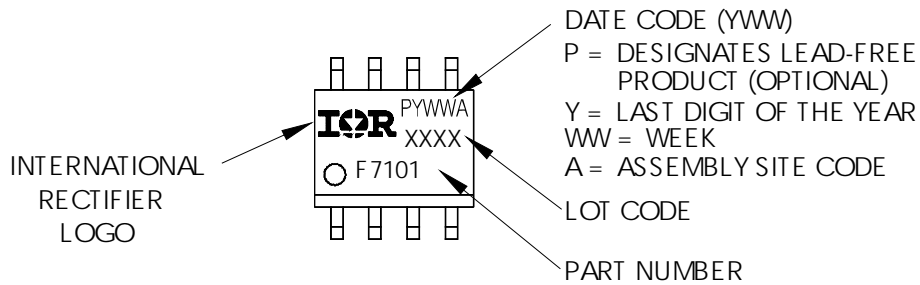 DATE CODE (YWW)
P = DESIGNATES LEAD-FREE
PRODUCT (OPTIONAL)
Y = LAST DIGIT OF THE YEAR
WW = WEEK
A = ASSEMBLY SITE CODE
LOT CODE
PART NUMBER
INTERNATIONAL
RECTIFIER
LOGO
IOR
PYWWA
XXXX
F7101